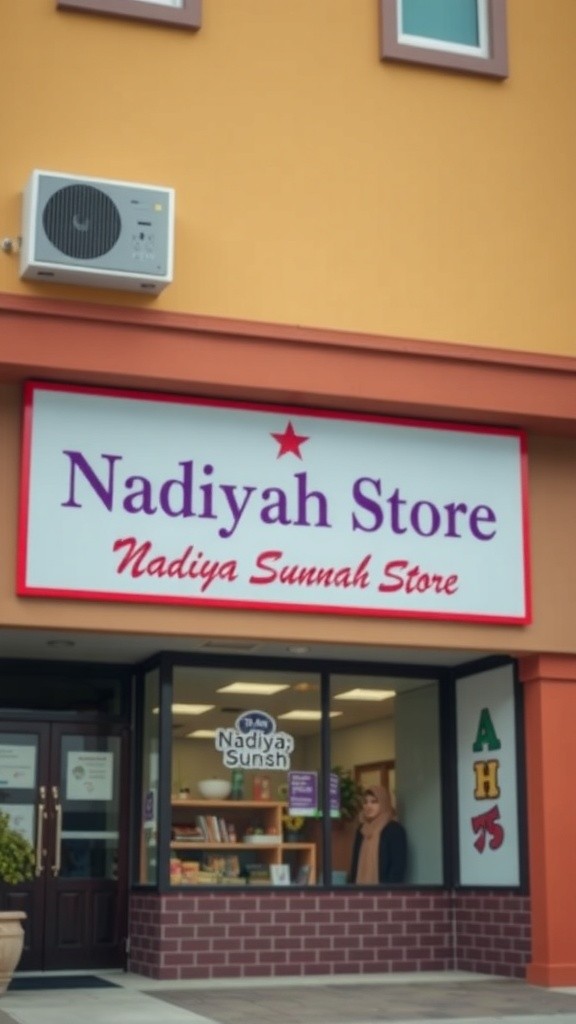 Nadiyah Store
Nadiya Sunnah Store
Nadiya;
Sunsh
A
H
75